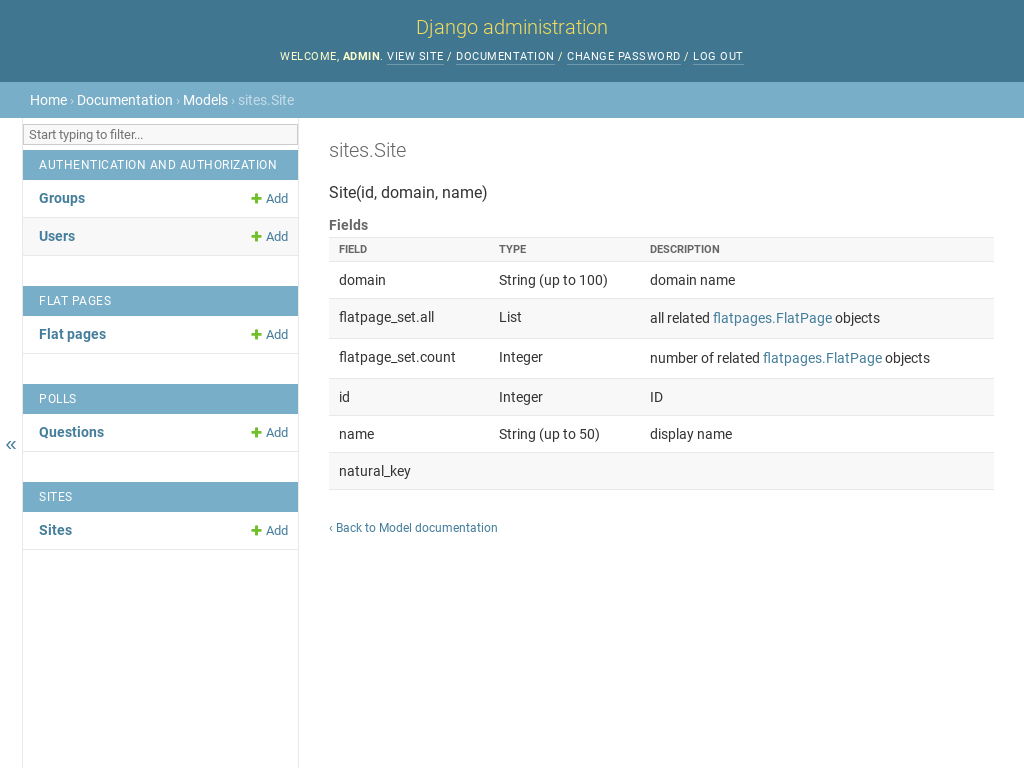 Django administration
WELCOME, ADMIN. VIEW SITE / DOCUMENTATION / CHANGE PASSWORD / LOG OUT
Home › Documentation › Models › sites.Site
Start typing to filter...
AUTHENTICATION AND AUTHORIZATION
Groups Add
Users Add
FLAT PAGES
Flat pages Add
POLLS
Questions Add
SITES
Sites Add
«
sites.Site
Site(id, domain, name)
Fields
FIELD TYPE DESCRIPTION
domain String (up to 100) domain name
flatpage_set.all List all related flatpages.FlatPage objects
flatpage_set.count Integer number of related flatpages.FlatPage objects
id Integer ID
name String (up to 50) display name
natural_key
‹ Back to Model documentation